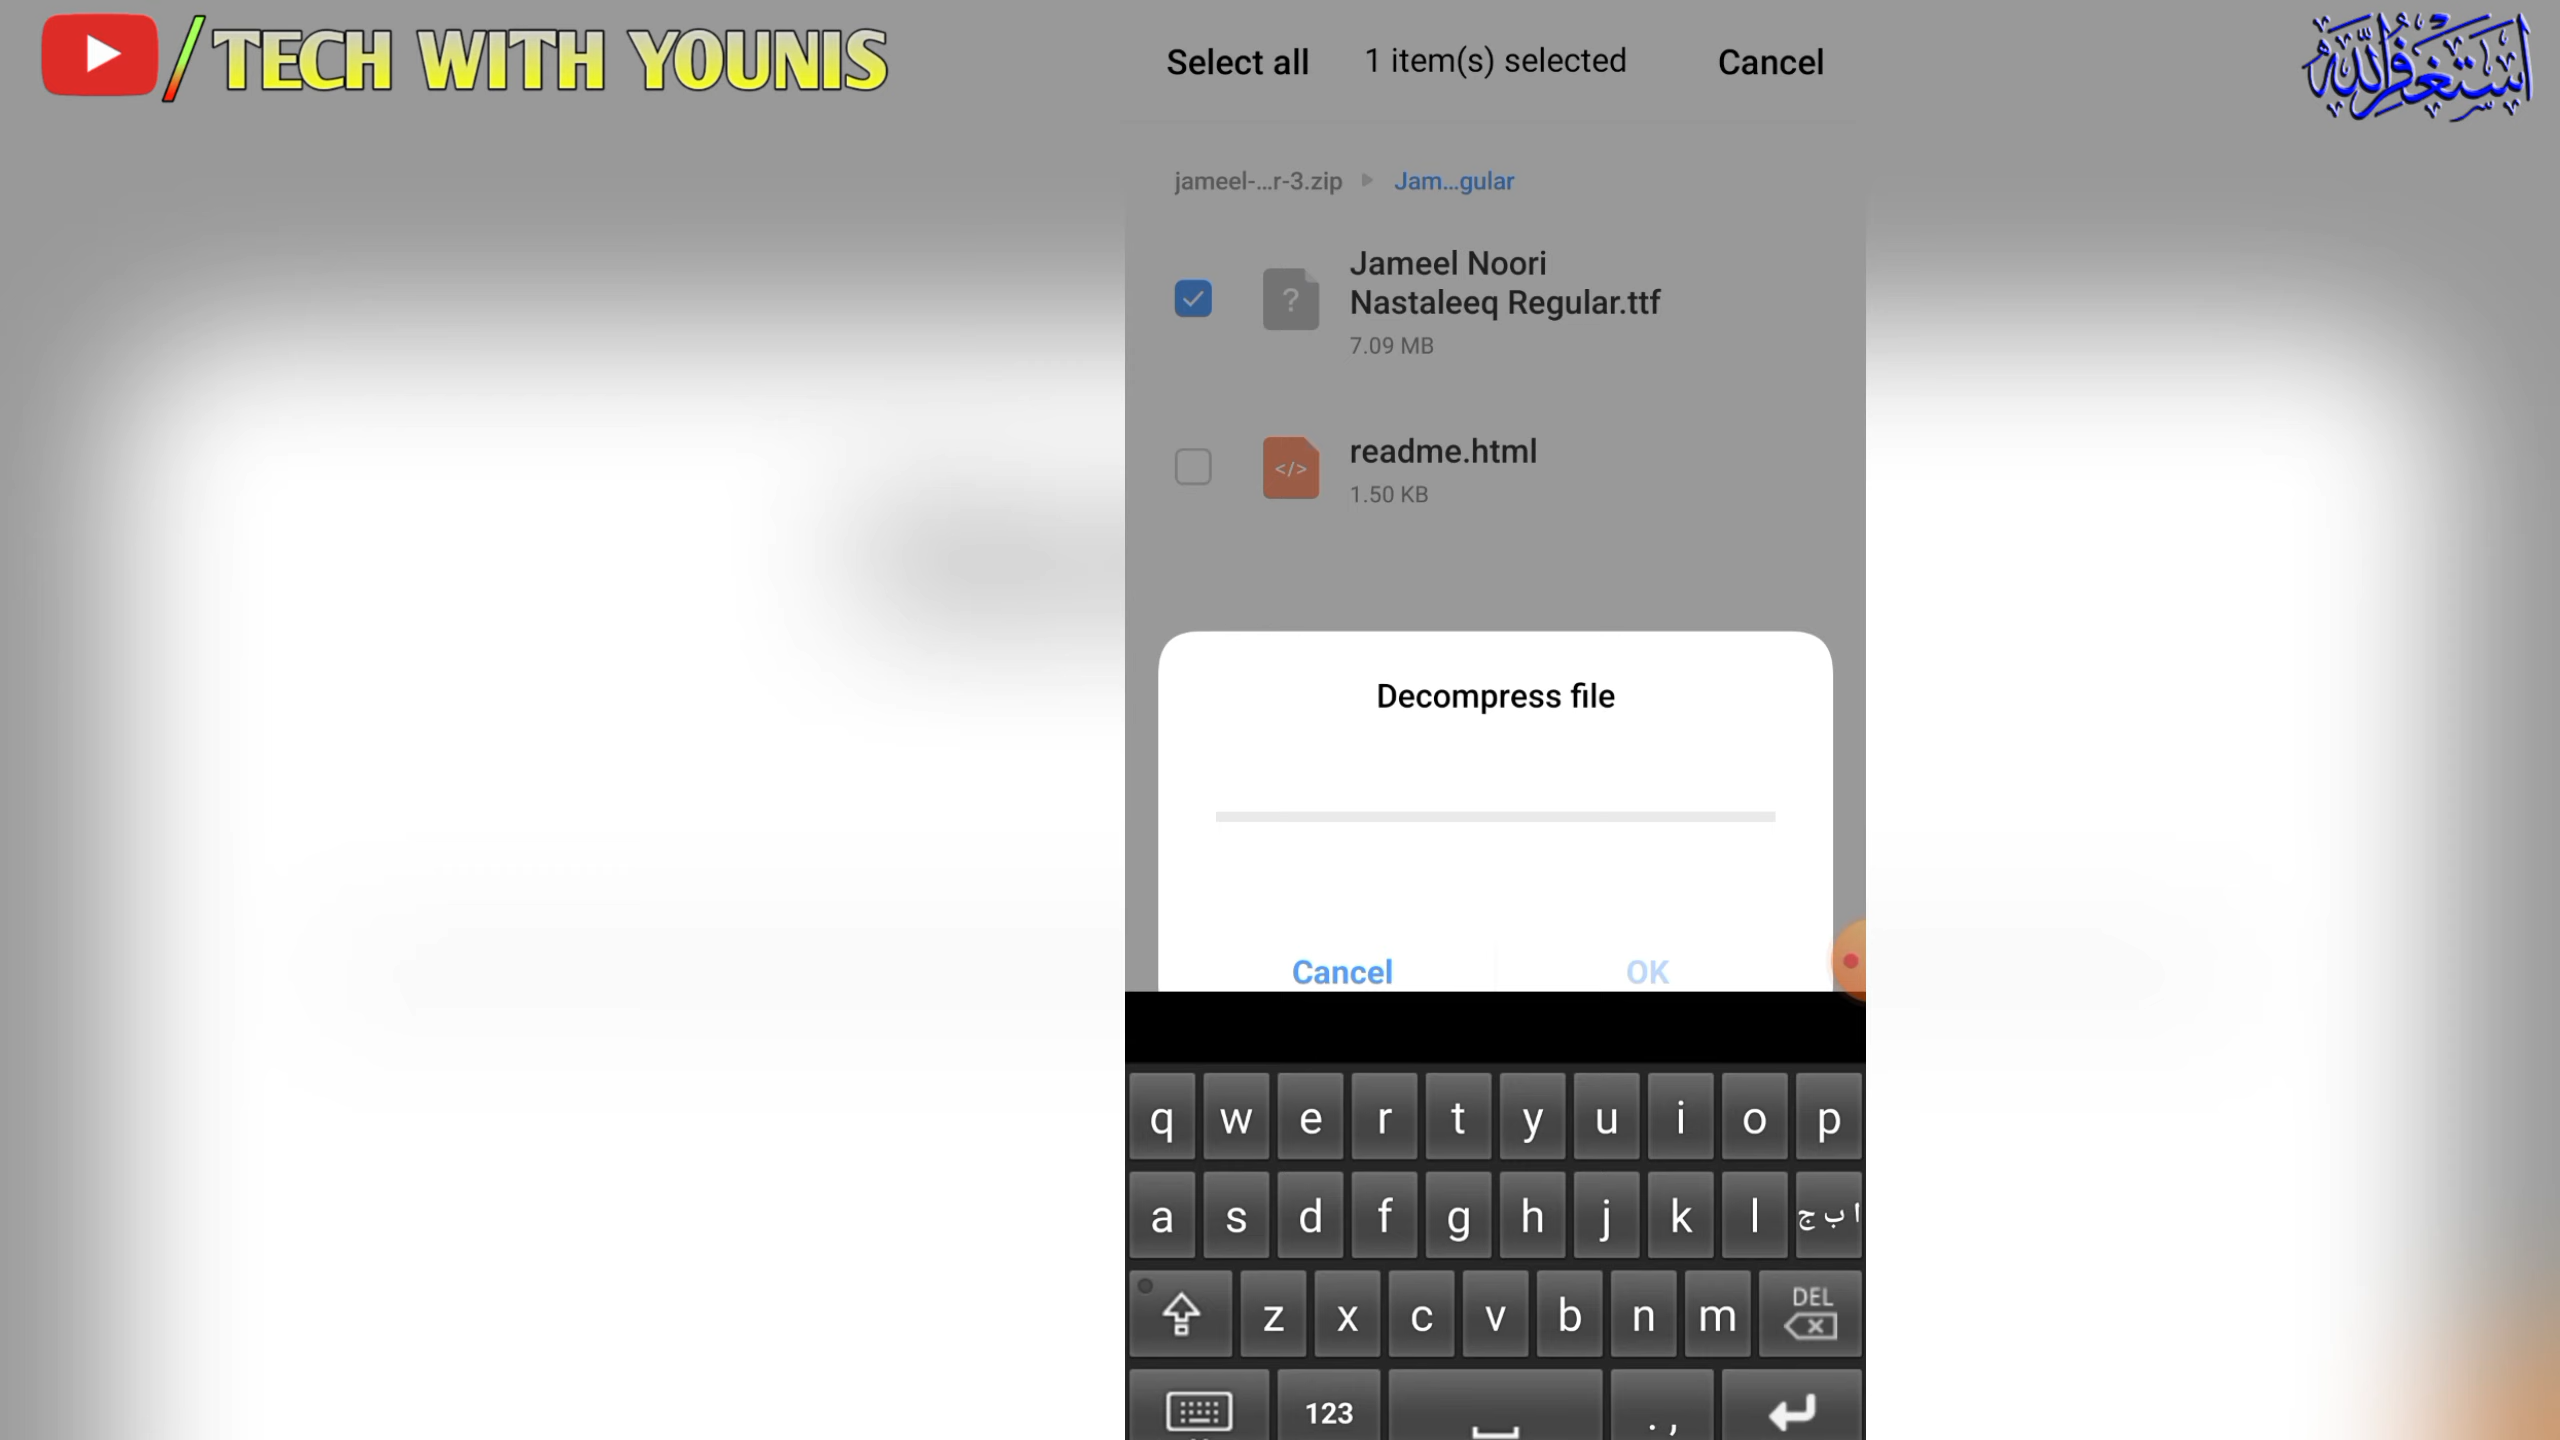 TECH WITH YOUNIS
Select all 1 item(s) selected Cancel
استغفرالله
jameel-...r-3.zip Jam...gular
Jameel Noori
Nastaleeq Regular.ttf
7.09 MB
readme.html
1.50 KB
Decompress file
Cancel OK
q w e r t y u i o p
a s d f g h j k l ا ب ج
z x c v b n m DEL
123 . ,